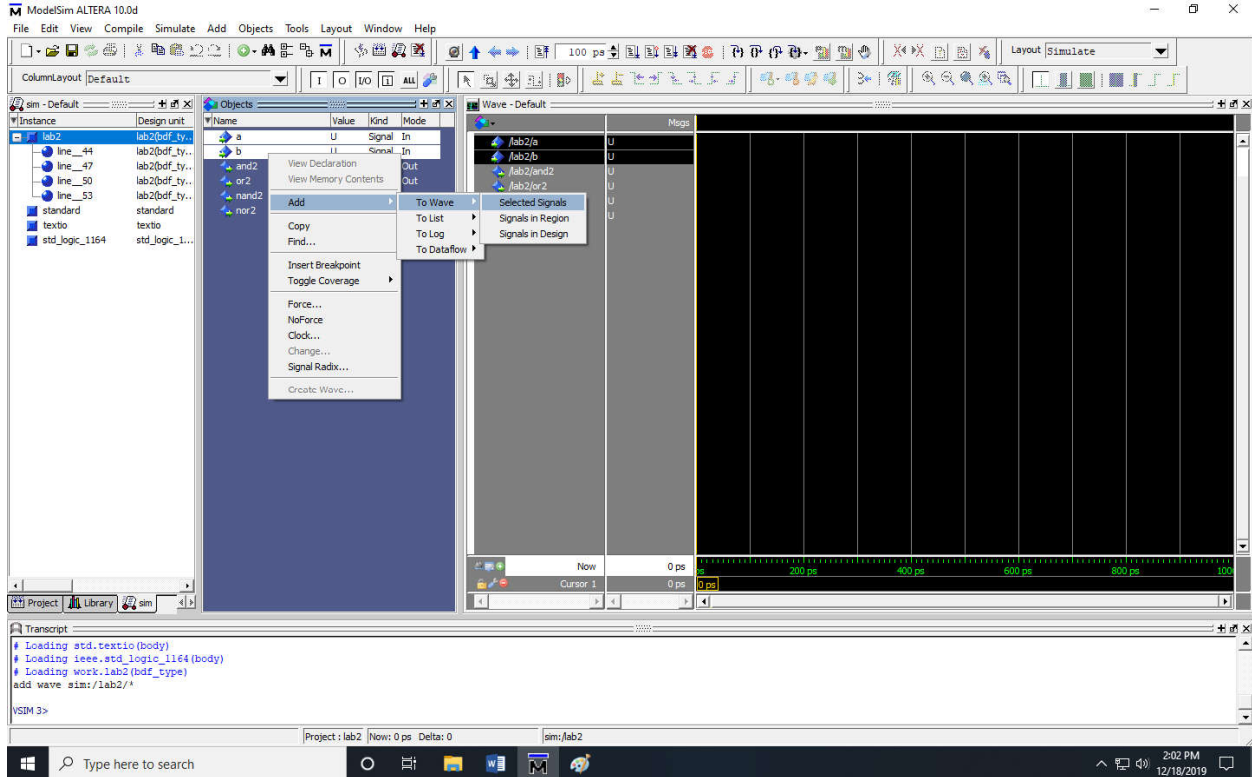 ModelSim ALTERA 10.0d
File Edit View Compile Simulate Add Objects Tools Layout Window Help
100 ps
Layout Simulate
ColumnLayout Default
I O I/O ALL
sim - Default
Instance Design unit
lab2 lab2(bdf_ty...
line__44 lab2(bdf_ty...
line__47 lab2(bdf_ty...
line__50 lab2(bdf_ty...
line__53 lab2(bdf_ty...
standard standard
textio textio
std_logic_1164 std_logic_1...
Project Library sim
Objects
Name Value Kind Mode
a U Signal In
b U Signal In
and2 Out
or2 Out
nand2
nor2
View Declaration
View Memory Contents
Add
Copy
Find...
Insert Breakpoint
Toggle Coverage
Force...
NoForce
Clock...
Change...
Signal Radix...
Create Wave...
To Wave
To List
To Log
To Dataflow
Selected Signals
Signals in Region
Signals in Design
Wave - Default
Msgs
/lab2/a U
/lab2/b U
/lab2/and2 U
/lab2/or2 U
U
U
Now 0 ps
Cursor 1 0 ps
ps 200 ps 400 ps 600 ps 800 ps 1000
0 ps
Transcript
# Loading std.textio(body)
# Loading ieee.std_logic_1164(body)
# Loading work.lab2(bdf_type)
add wave sim:/lab2/*
VSIM 3>
Project : lab2 Now: 0 ps Delta: 0 sim:/lab2
Type here to search
2:02 PM
12/18/2019